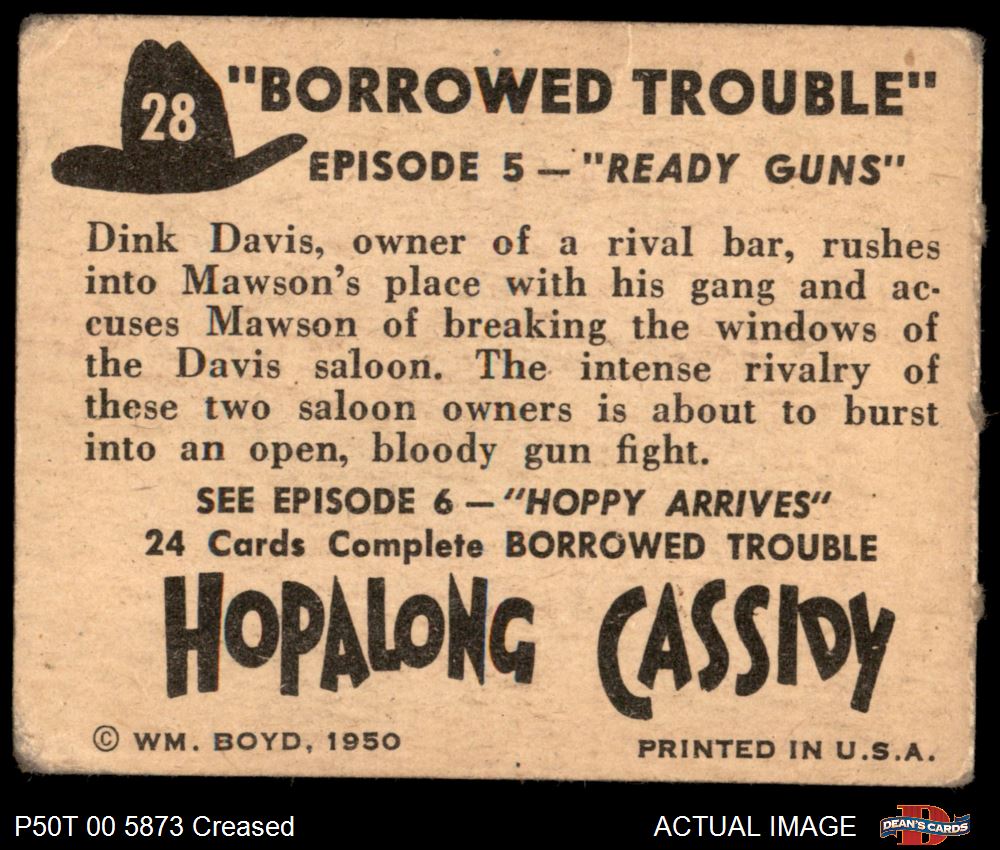 28
"BORROWED TROUBLE"
EPISODE 5 — "READY GUNS"
Dink Davis, owner of a rival bar, rushes
into Mawson's place with his gang and ac-
cuses Mawson of breaking the windows of
the Davis saloon. The intense rivalry of
these two saloon owners is about to burst
into an open, bloody gun fight.
SEE EPISODE 6 — "HOPPY ARRIVES"
24 Cards Complete BORROWED TROUBLE
HOPALONG CASSIDY
© WM. BOYD, 1950
PRINTED IN U.S.A.
P50T 00 5873 Creased
ACTUAL IMAGE
D
DEAN'S CARDS